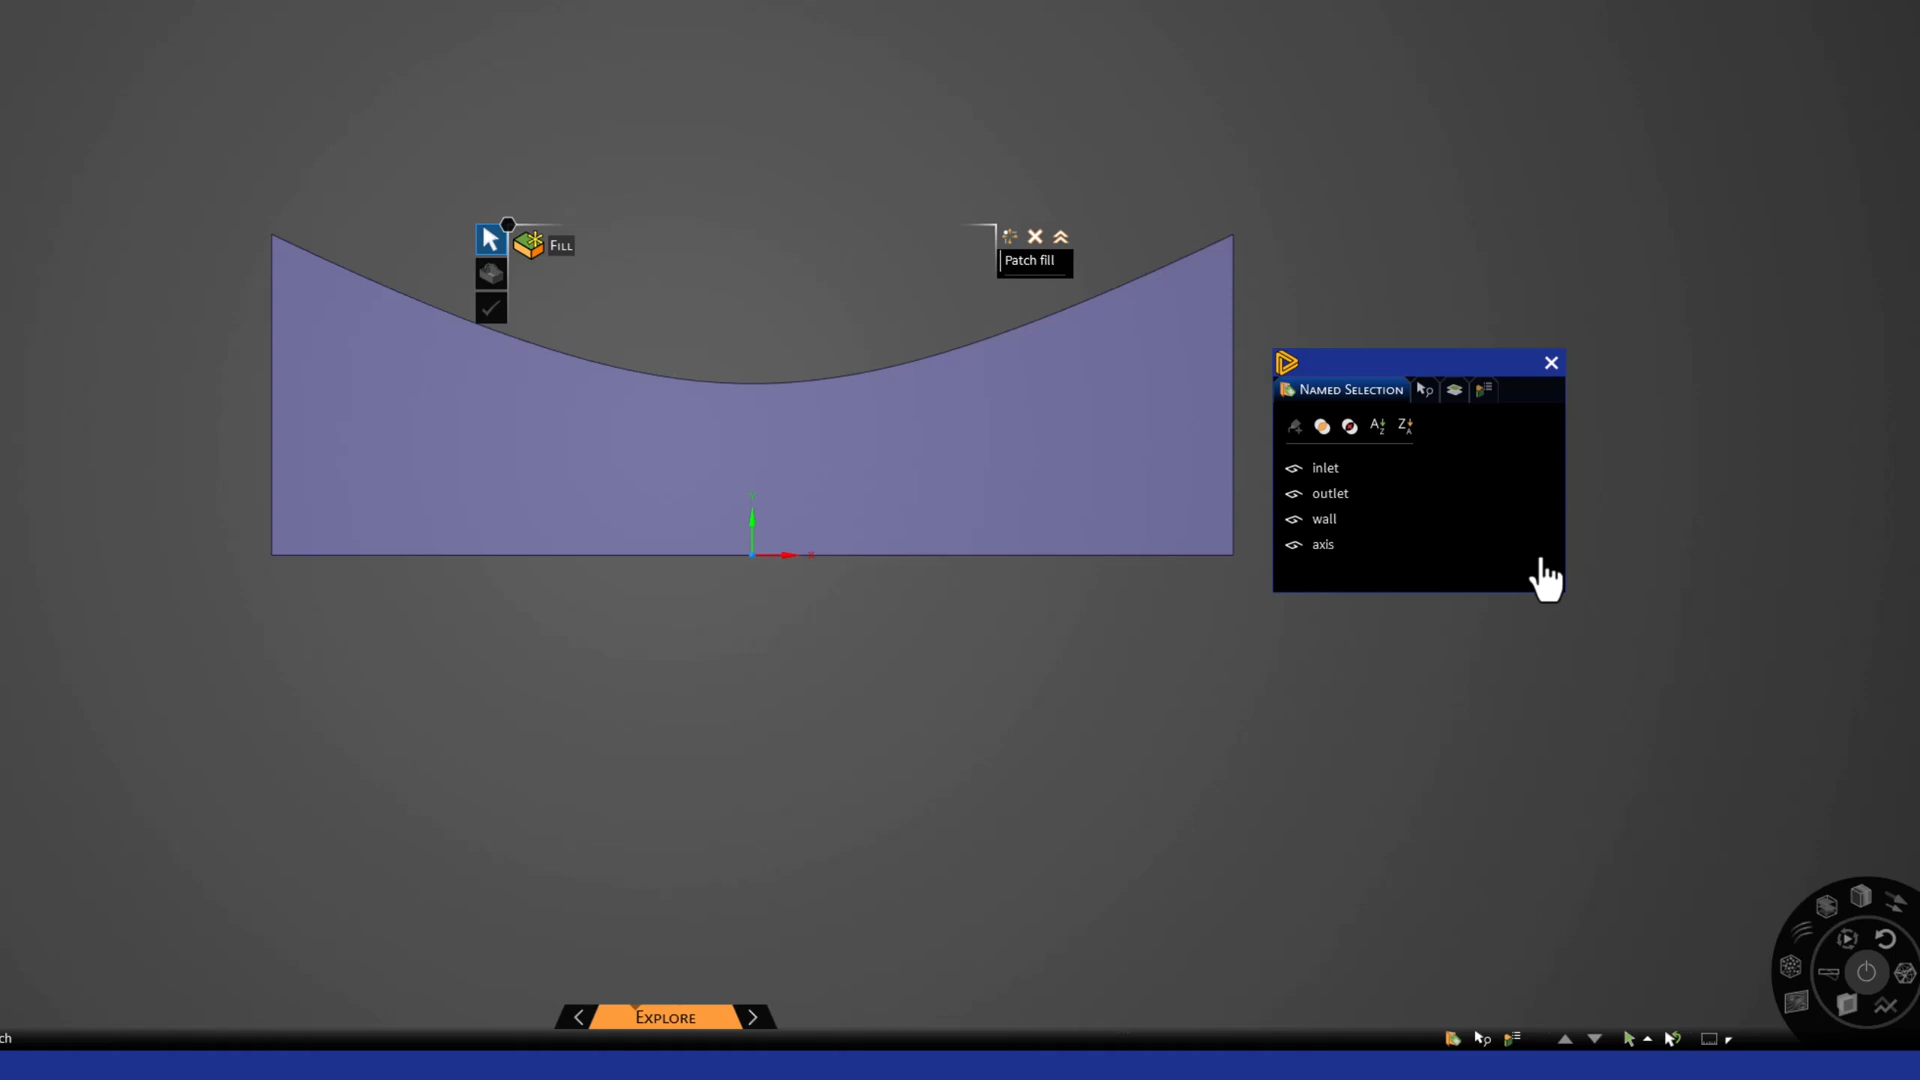 FILL
Patch fill
NAMED SELECTION
inlet
outlet
wall
axis
Y
X
EXPLORE
ch